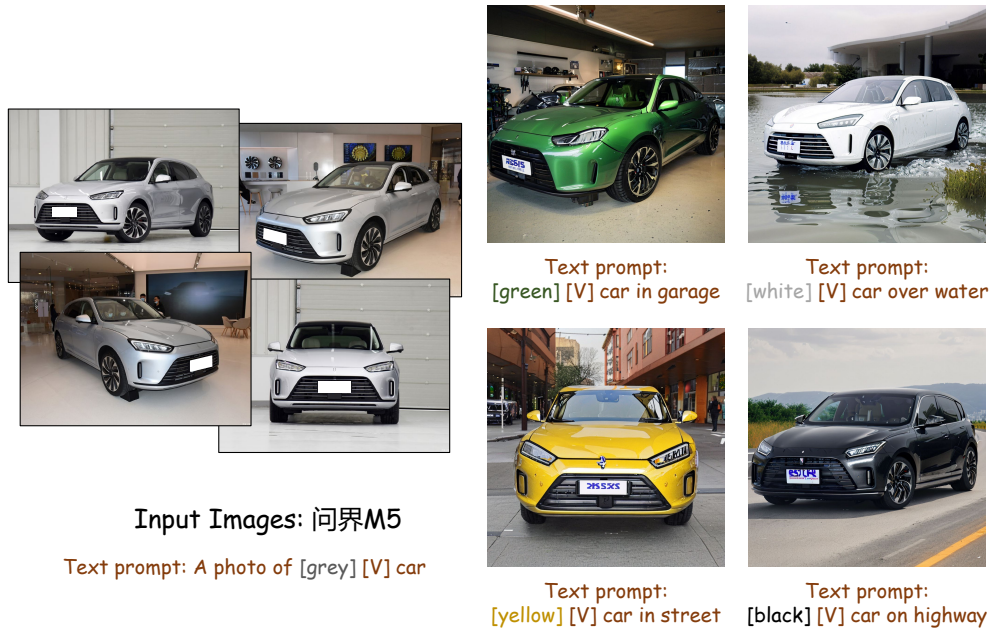 Input Images: 问界M5
Text prompt: A photo of [grey] [V] car
Text prompt:
[green] [V] car in garage
Text prompt:
[white] [V] car over water
Text prompt:
[yellow] [V] car in street
Text prompt:
[black] [V] car on highway